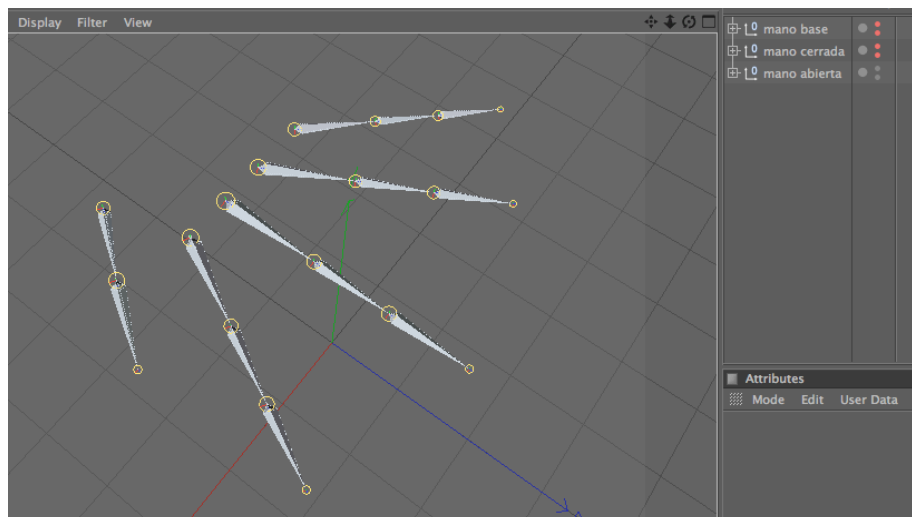 Display Filter View
mano base
mano cerrada
mano abierta
Attributes
Mode Edit User Data